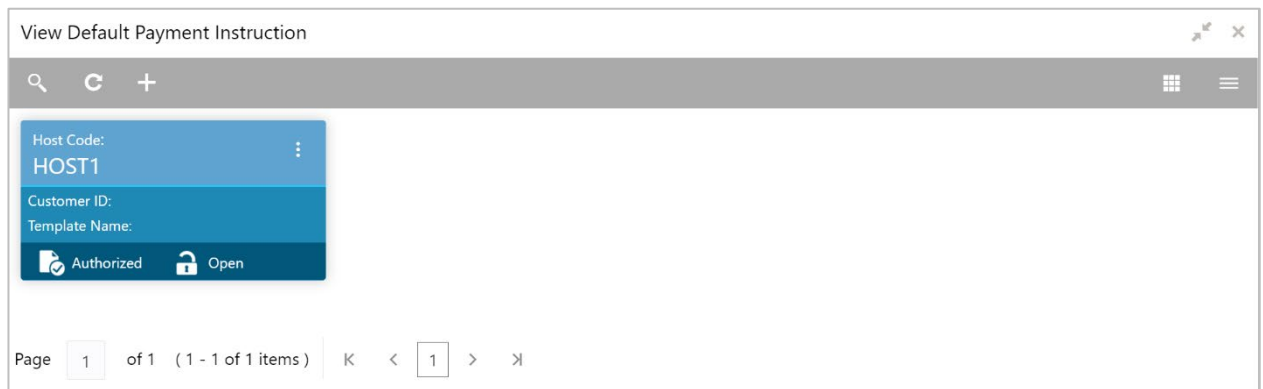 View Default Payment Instruction
Host Code:
HOST1
Customer ID:
Template Name:
Authorized Open
Page 1 of 1 (1 - 1 of 1 items) 1